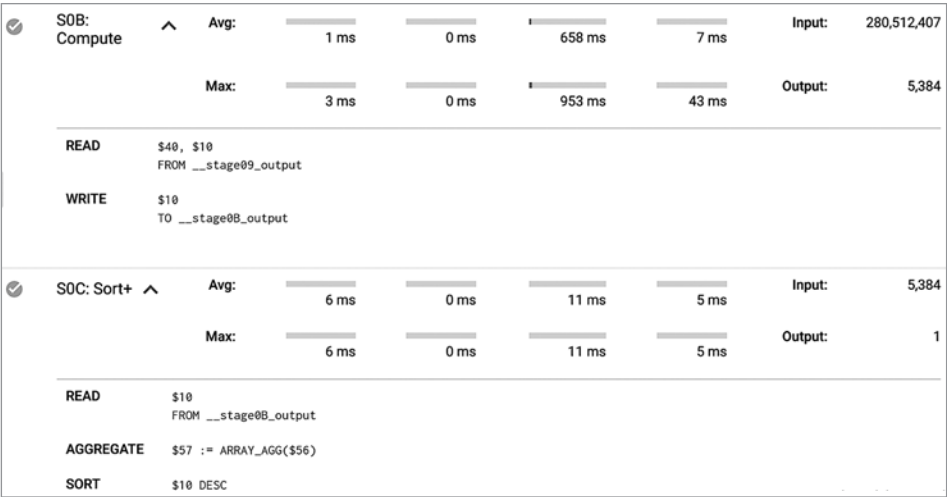 S0B: Compute Avg: 1 ms 0 ms 658 ms 7 ms Input: 280,512,407
Max: 3 ms 0 ms 953 ms 43 ms Output: 5,384
READ $40, $10
FROM __stage09_output
WRITE $10
TO __stage0B_output
S0C: Sort+ Avg: 6 ms 0 ms 11 ms 5 ms Input: 5,384
Max: 6 ms 0 ms 11 ms 5 ms Output: 1
READ $10
FROM __stage0B_output
AGGREGATE $57 := ARRAY_AGG($56)
SORT $10 DESC